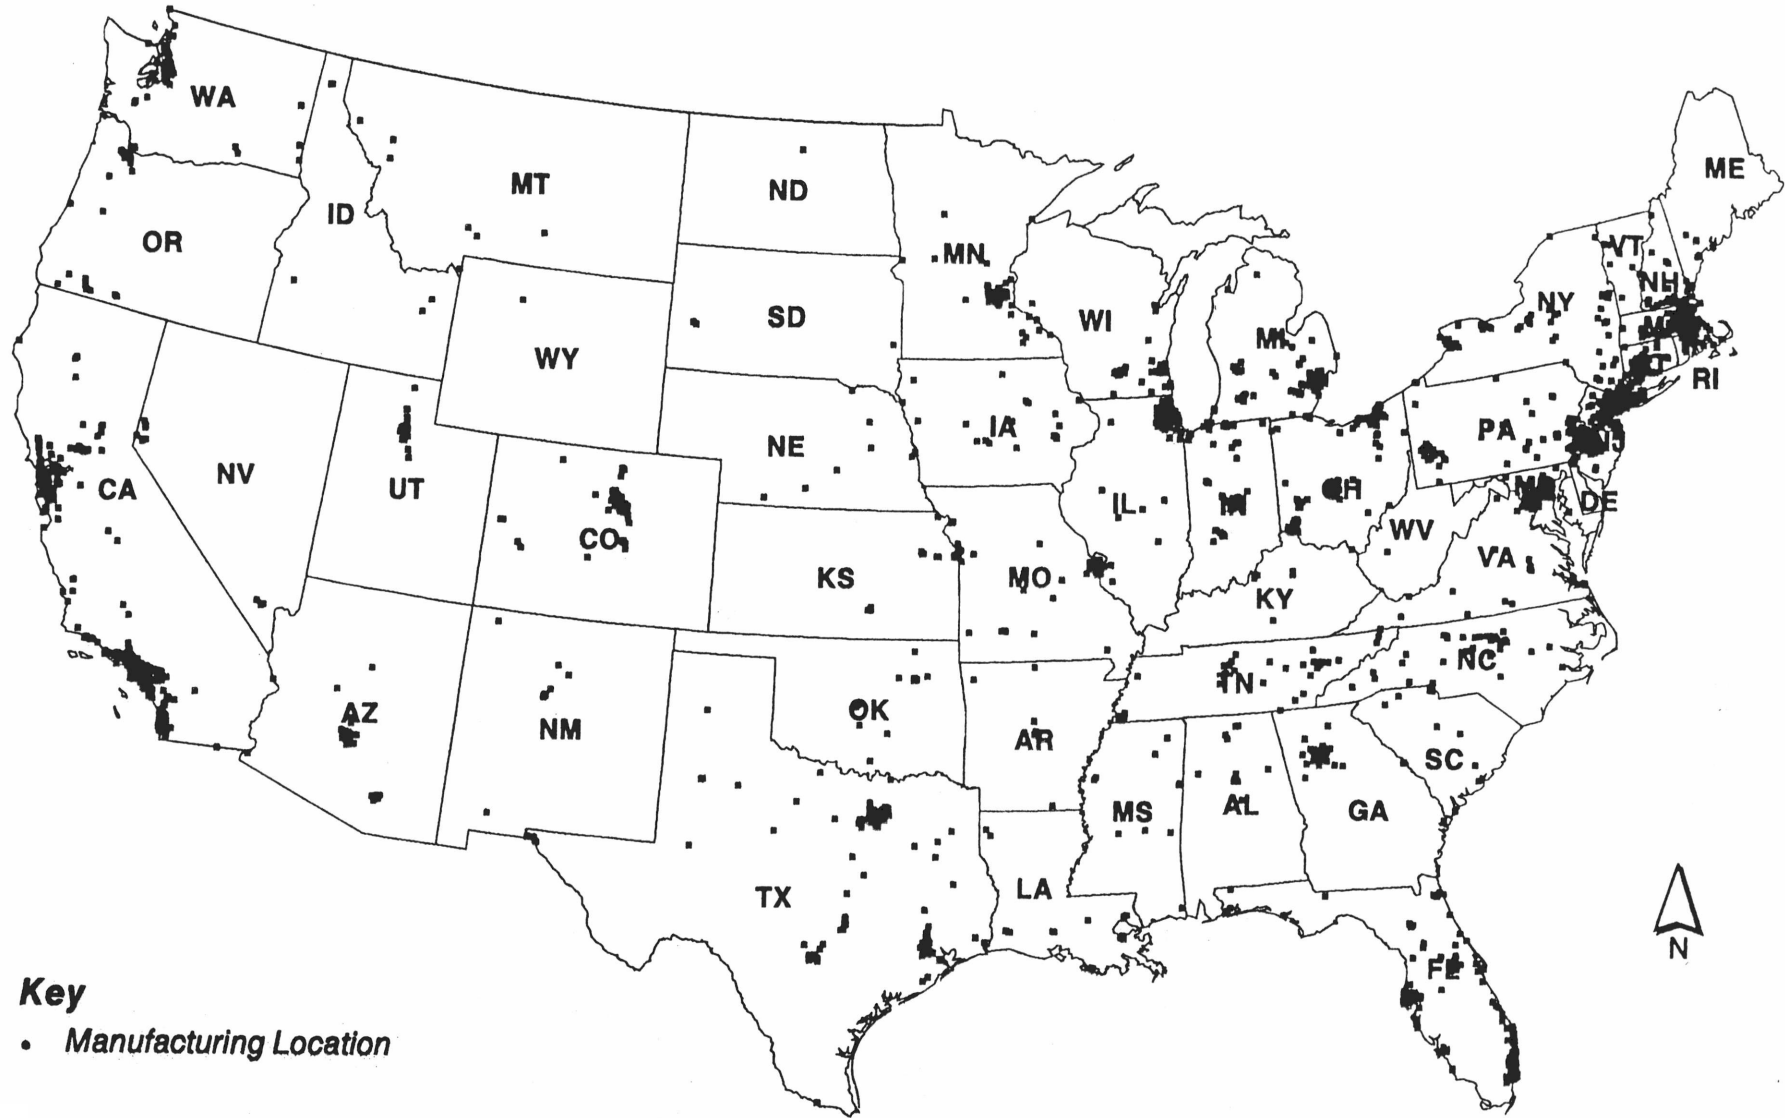 WA
MT
ND
ME
OR
ID
MN
VT
NH
NY
WI
SD
MI
WY
RI
IA
PA
NE
NV
UT
CA
IL
DE
CO
WV
VA
KS
MO
KY
NC
TN
AZ
NM
OK
AR
SC
MS
AL
GA
TX
LA
N
Key
Manufacturing Location